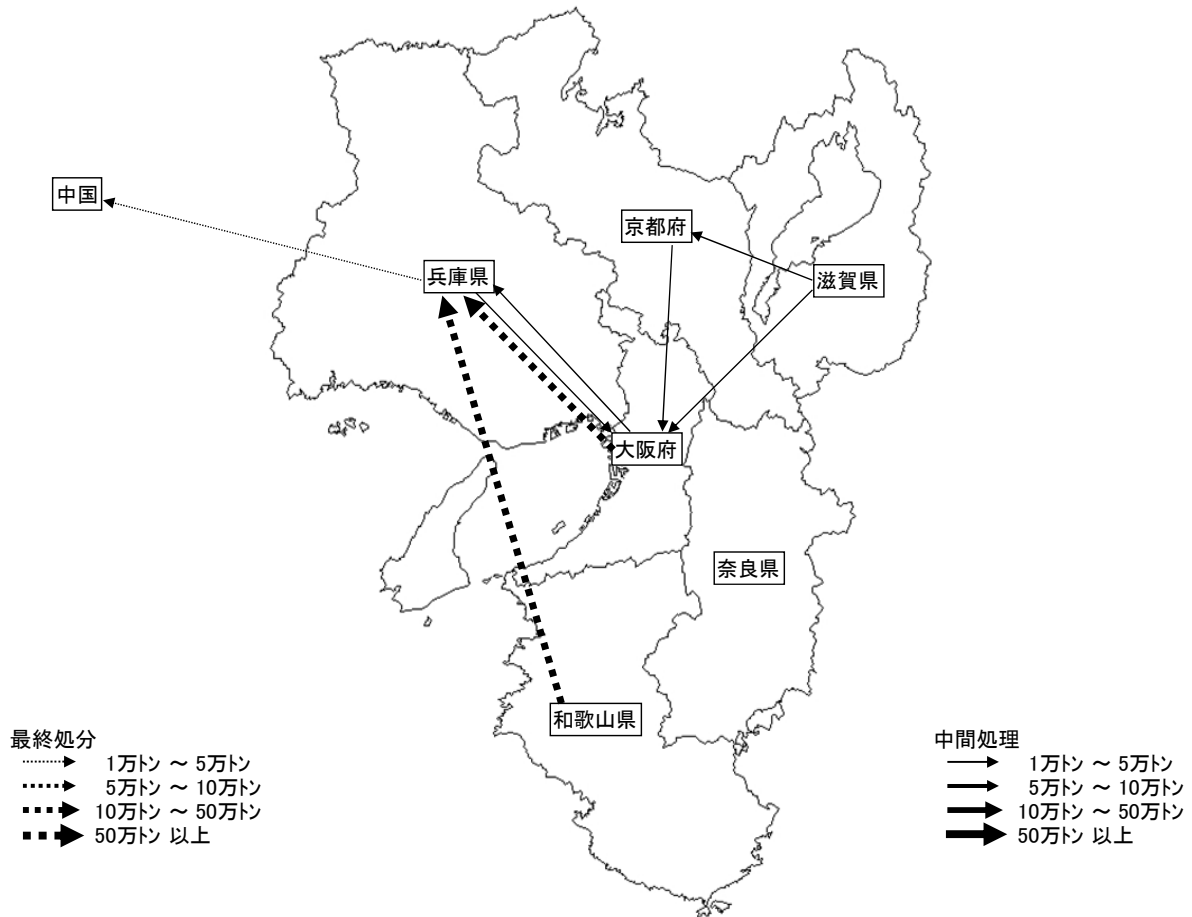 中国
京都府
兵庫県
滋賀県
大阪府
奈良県
和歌山県
最終処分
1万トン ～ 5万トン
5万トン ～ 10万トン
10万トン ～ 50万トン
50万トン 以上
中間処理
1万トン ～ 5万トン
5万トン ～ 10万トン
10万トン ～ 50万トン
50万トン 以上